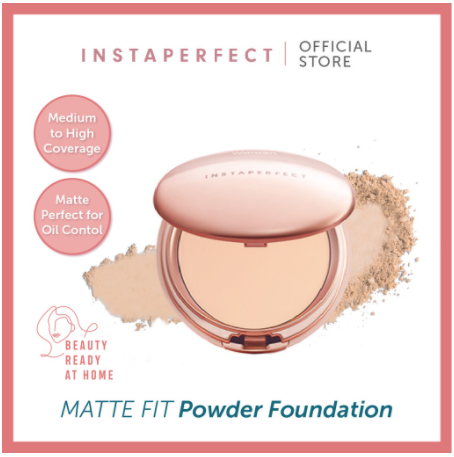 INSTAPERFECT
OFFICIAL
STORE
Medium
to High
Coverage
Matte
Perfect for
Oil Contol
INSTAPERFECT
BEAUTY
READY
AT HOME
MATTE FIT Powder Foundation